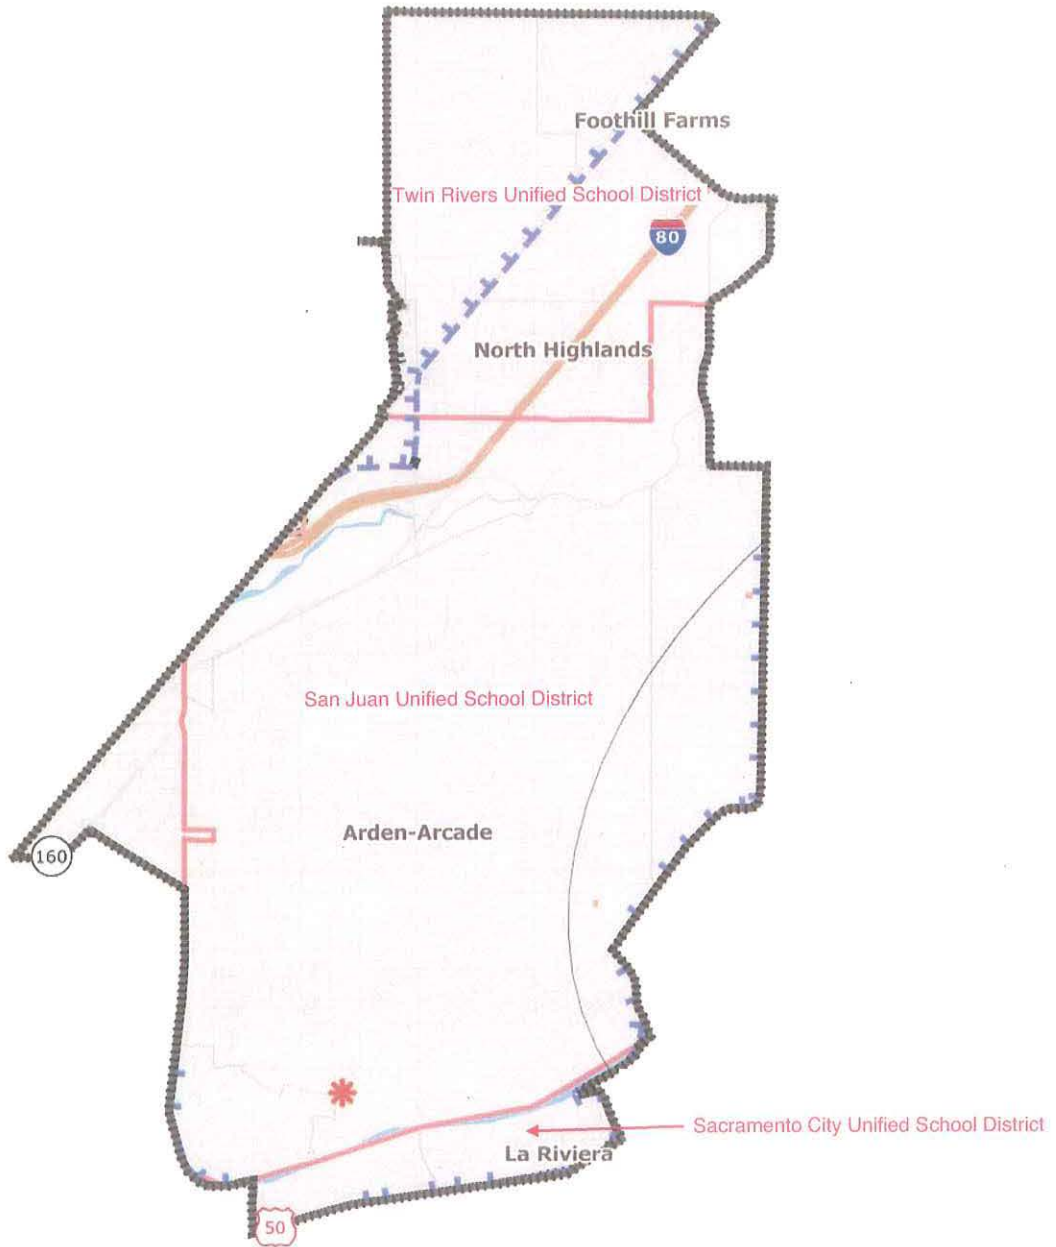 Foothill Farms
Twin Rivers Unified School District
80
North Highlands
San Juan Unified School District
Arden-Arcade
160
Sacramento City Unified School District
La Riviera
50